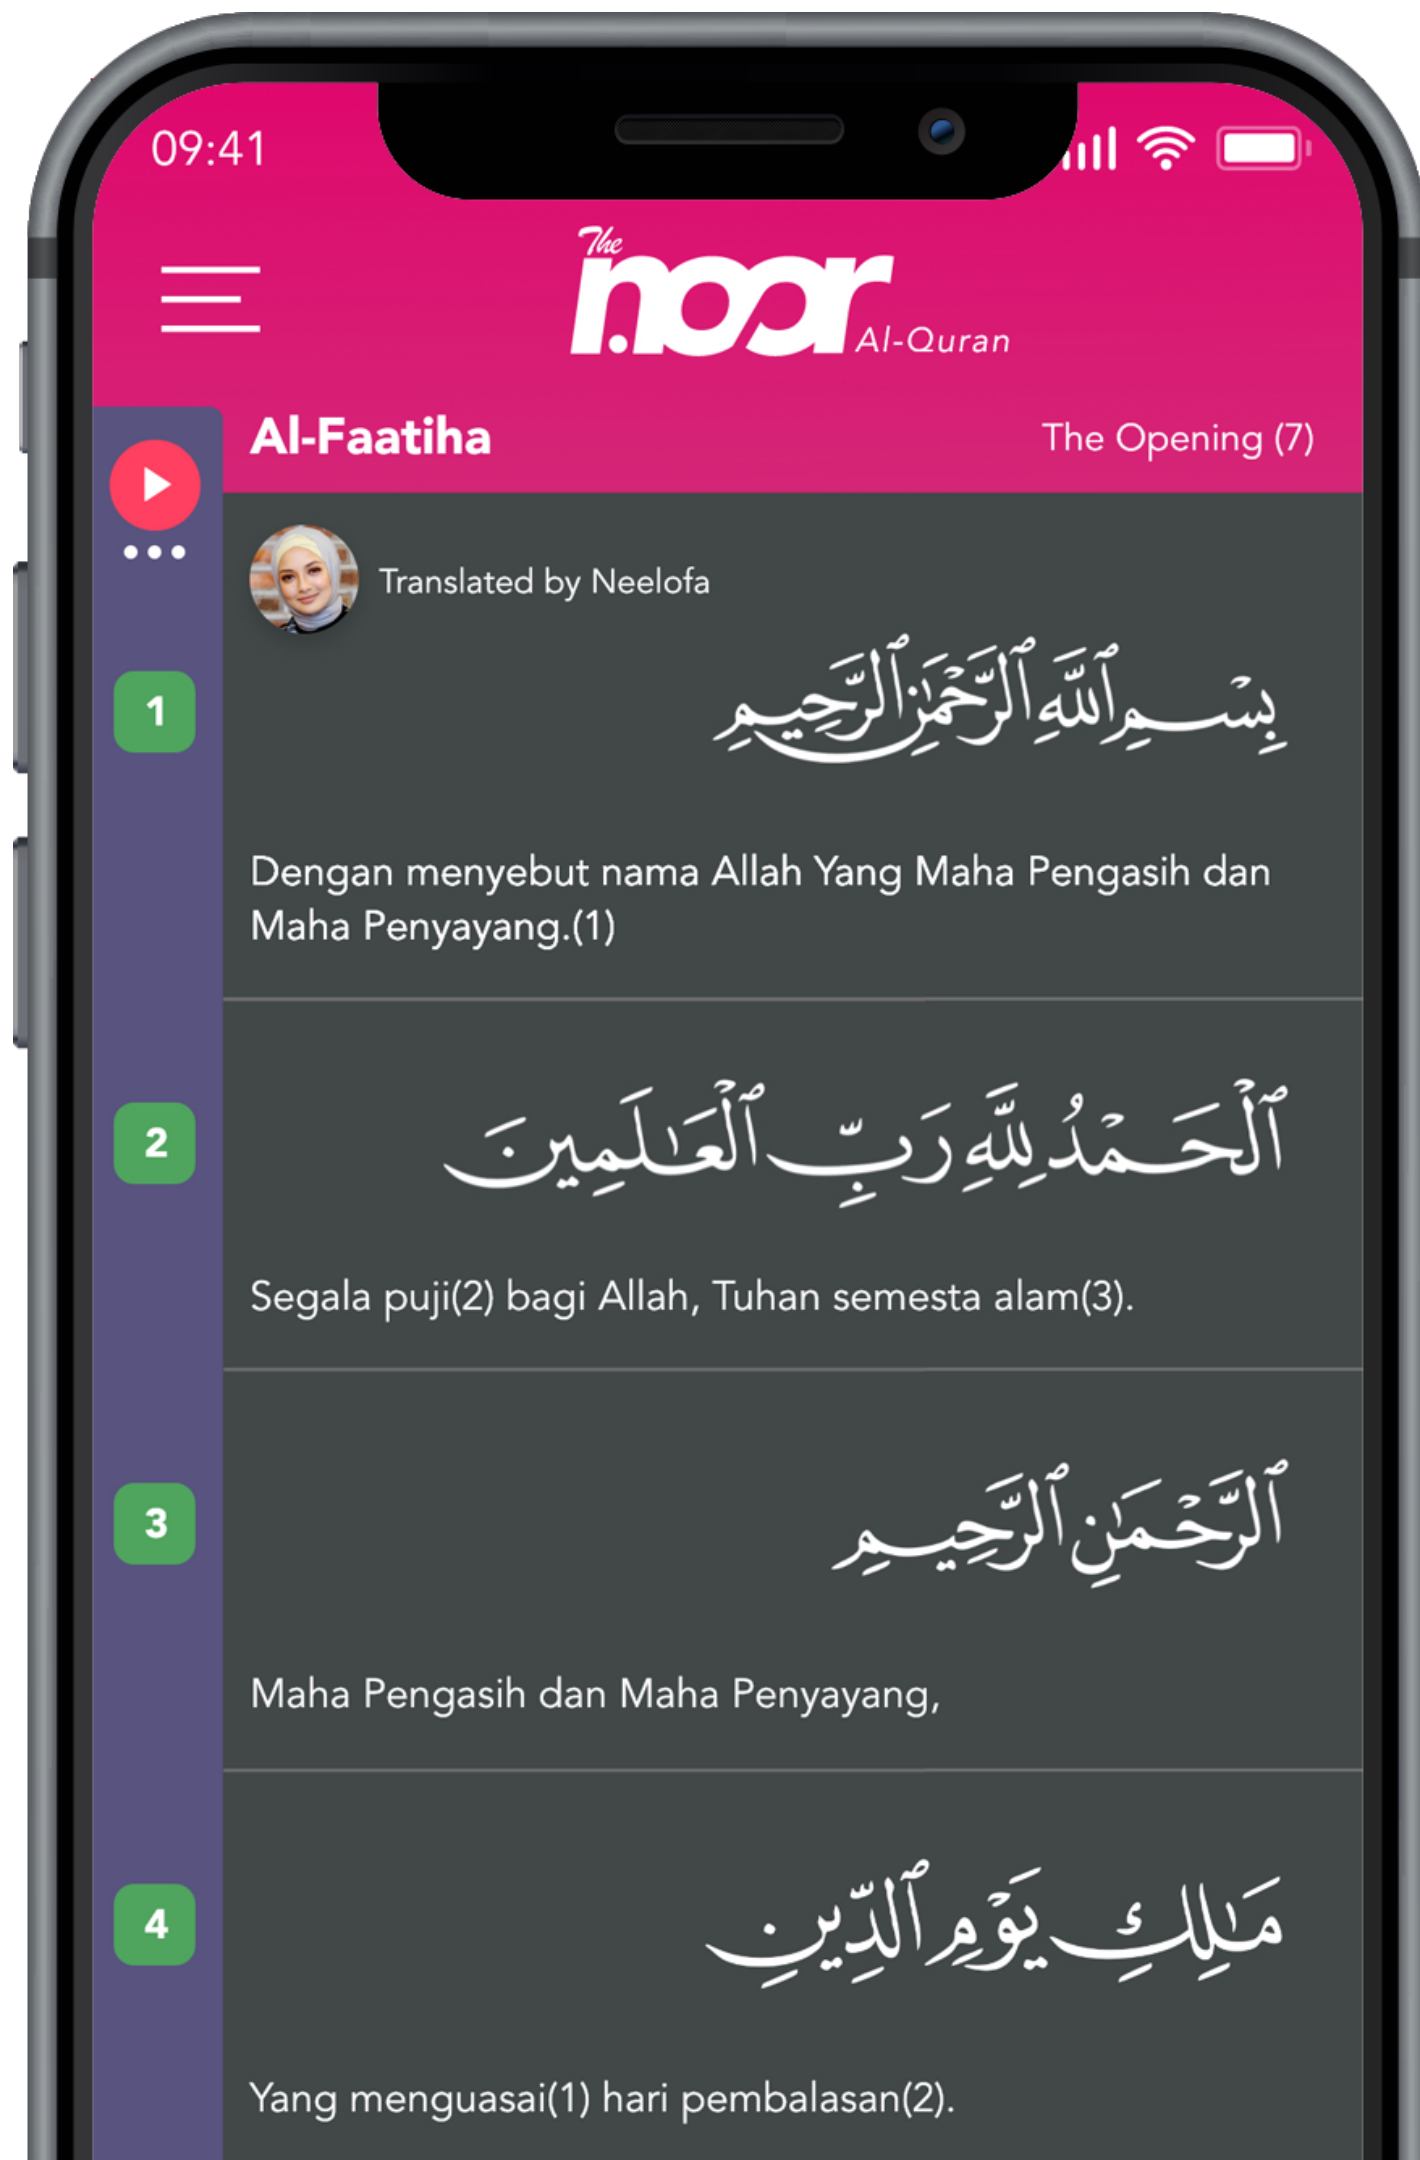 09:41
The noor Al-Quran
Al-Faatiha
The Opening (7)
Translated by Neelofa
1
بِسْمِ ٱللَّهِ ٱلرَّحْمَٰنِ ٱلرَّحِيمِ
Dengan menyebut nama Allah Yang Maha Pengasih dan
Maha Penyayang.(1)
2
ٱلْحَمْدُ لِلَّهِ رَبِّ ٱلْعَٰلَمِينَ
Segala puji(2) bagi Allah, Tuhan semesta alam(3).
3
ٱلرَّحْمَٰنِ ٱلرَّحِيمِ
Maha Pengasih dan Maha Penyayang,
4
مَٰلِكِ يَوْمِ ٱلدِّينِ
Yang menguasai(1) hari pembalasan(2).